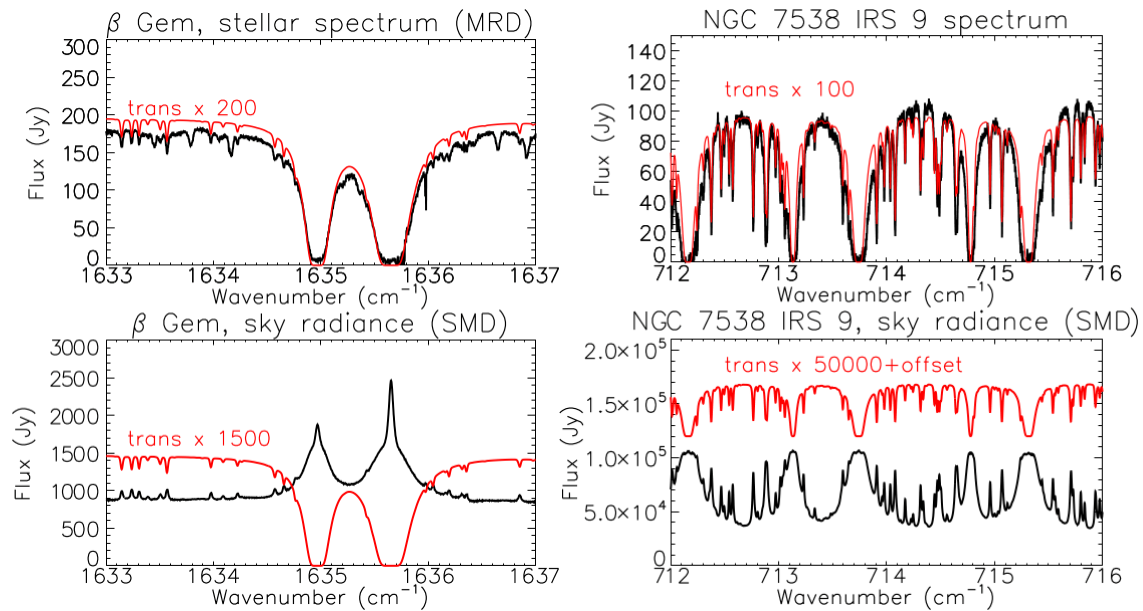 β Gem, stellar spectrum (MRD)
300
250
200
150
100
50
0
Flux (Jy)
trans x 200
1633 1634 1635 1636 1637
Wavenumber (cm⁻¹)
NGC 7538 IRS 9 spectrum
140
120
100
80
60
40
20
0
Flux (Jy)
trans x 100
712 713 714 715 716
Wavenumber (cm⁻¹)
β Gem, sky radiance (SMD)
3000
2500
2000
1500
1000
500
0
Flux (Jy)
trans x 1500
1633 1634 1635 1636 1637
Wavenumber (cm⁻¹)
NGC 7538 IRS 9, sky radiance (SMD)
2.0×10⁵
1.5×10⁵
1.0×10⁵
5.0×10⁴
0
Flux (Jy)
trans x 50000+offset
712 713 714 715 716
Wavenumber (cm⁻¹)